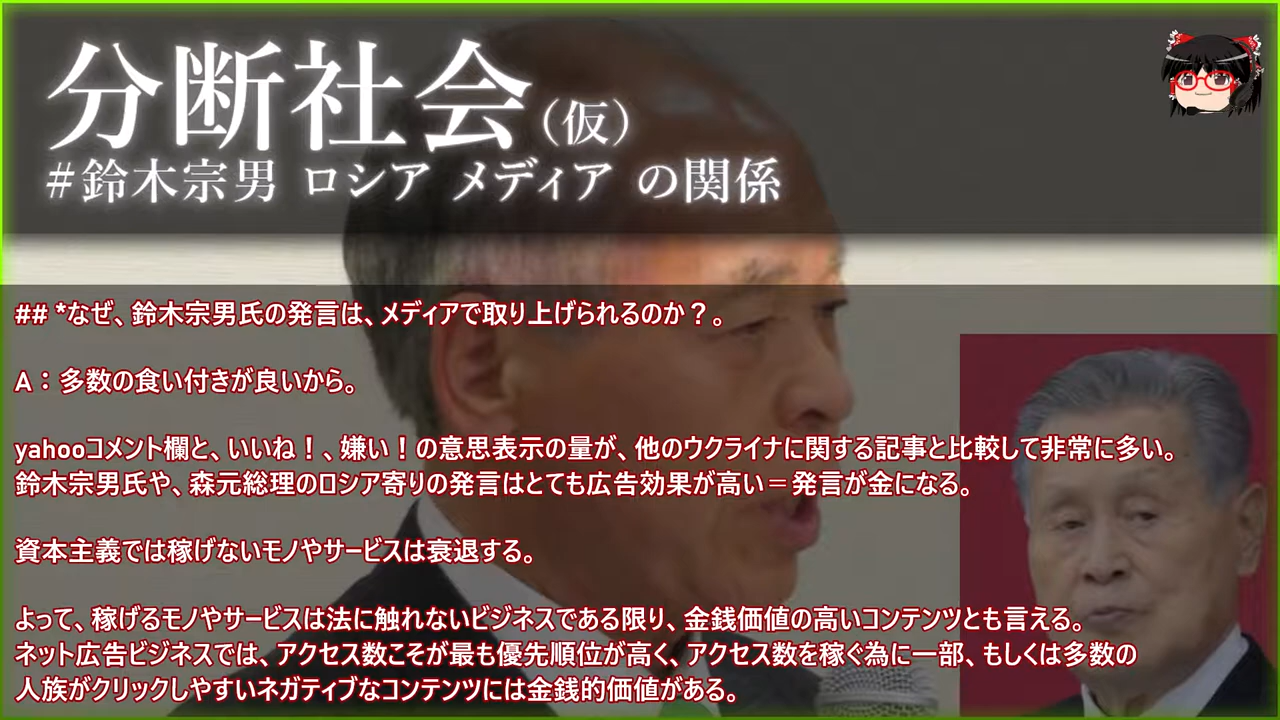 分断社会（仮）
#鈴木宗男 ロシア メディア の関係
## *なぜ、鈴木宗男氏の発言は、メディアで取り上げられるのか？。
A：多数の食い付きが良いから。
yahooコメント欄と、いいね！、嫌い！の意思表示の量が、他のウクライナに関する記事と比較して非常に多い。
鈴木宗男氏や、森元総理のロシア寄りの発言はとても広告効果が高い＝発言が金になる。
資本主義では稼げないモノやサービスは衰退する。
よって、稼げるモノやサービスは法に触れないビジネスである限り、金銭価値の高いコンテンツとも言える。
ネット広告ビジネスでは、アクセス数こそが最も優先順位が高く、アクセス数を稼ぐ為に一部、もしくは多数の
人族がクリックしやすいネガティブなコンテンツには金銭的価値がある。